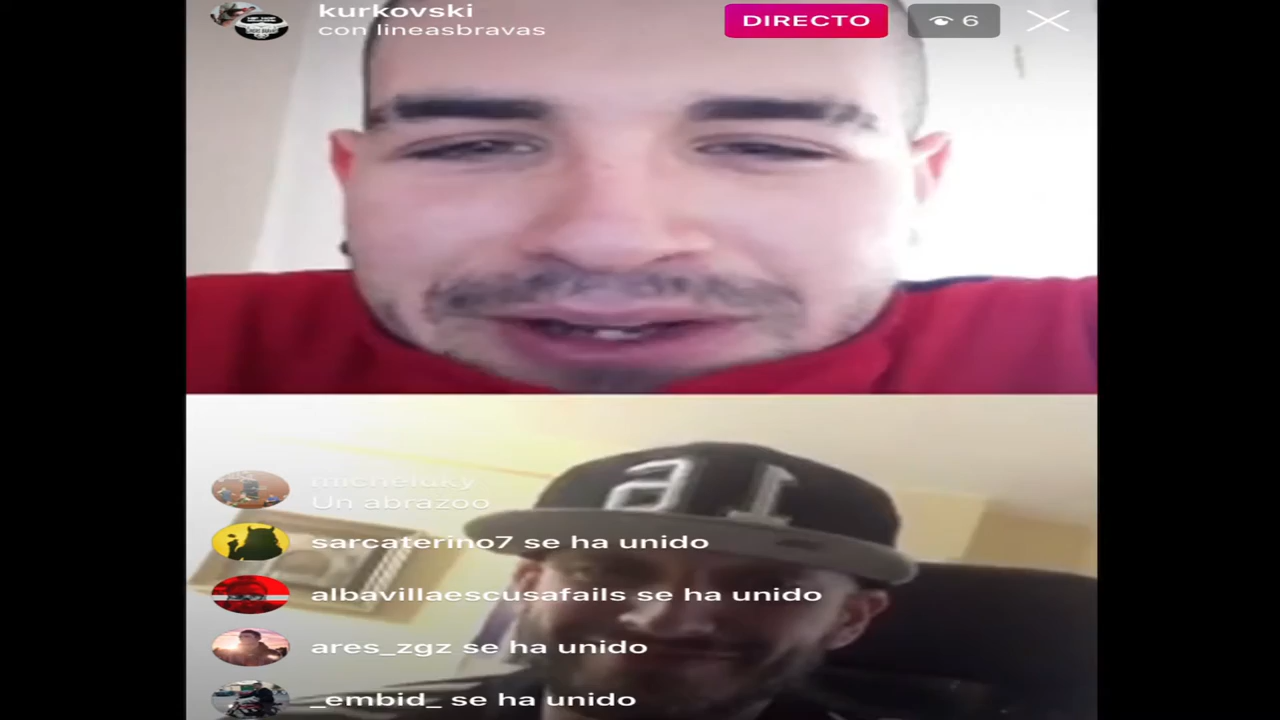 kurkovski
con lineasbravas
DIRECTO
6
micheluky
Un abrazoo
sarcaterino7 se ha unido
albavillaescusafails se ha unido
ares_zgz se ha unido
_embid_ se ha unido